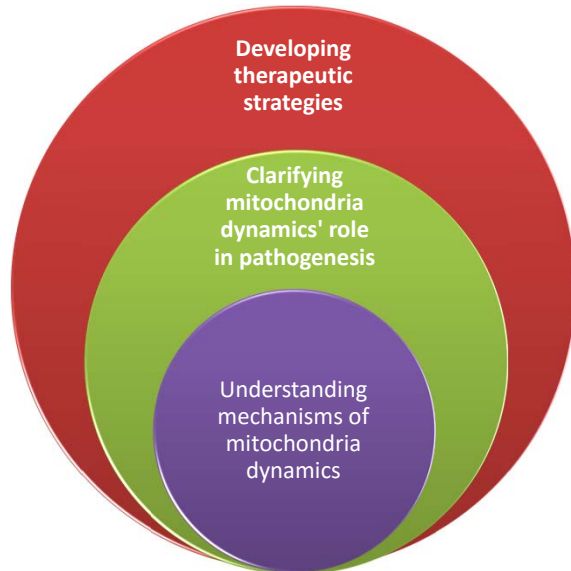 Developing
therapeutic
strategies
Clarifying
mitochondria
dynamics' role
in pathogenesis
Understanding
mechanisms of
mitochondria
dynamics